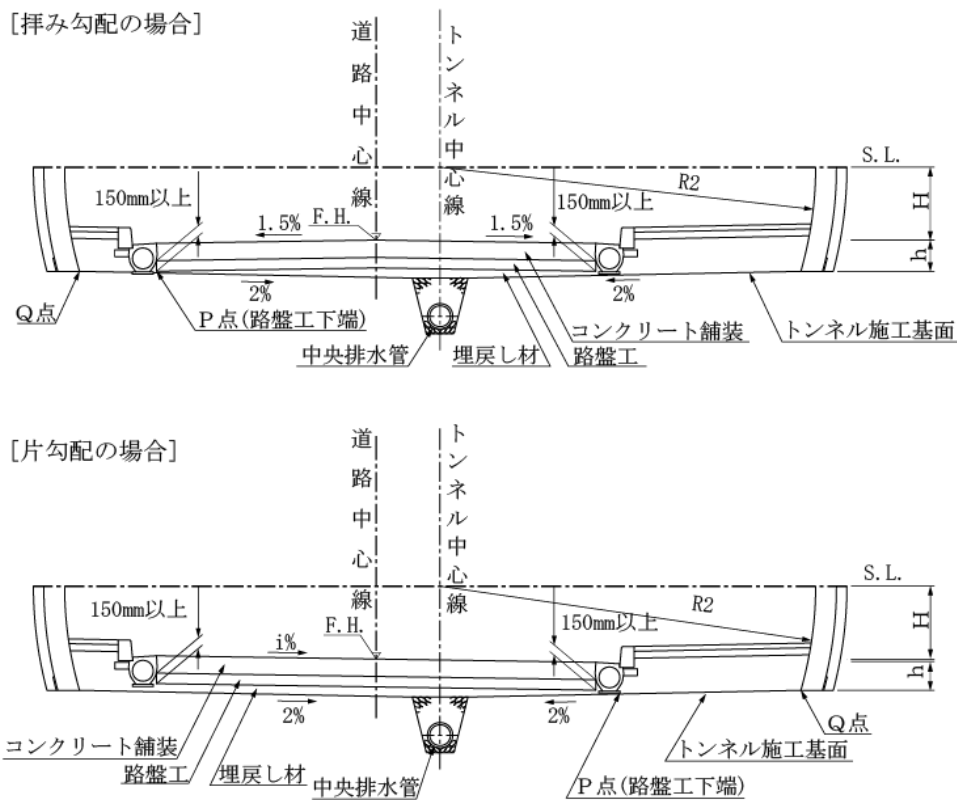 [拝み勾配の場合]
道路中心線
トンネル中心線
S.L.
R2
150mm以上
150mm以上
H
F.H.
1.5%
1.5%
h
2%
2%
Q点
P点(路盤工下端)
コンクリート舗装
トンネル施工基面
中央排水管
埋戻し材
路盤工
[片勾配の場合]
道路中心線
トンネル中心線
S.L.
R2
150mm以上
150mm以上
H
F.H.
i%
h
2%
2%
Q点
コンクリート舗装
トンネル施工基面
路盤工
埋戻し材
中央排水管
P点(路盤工下端)